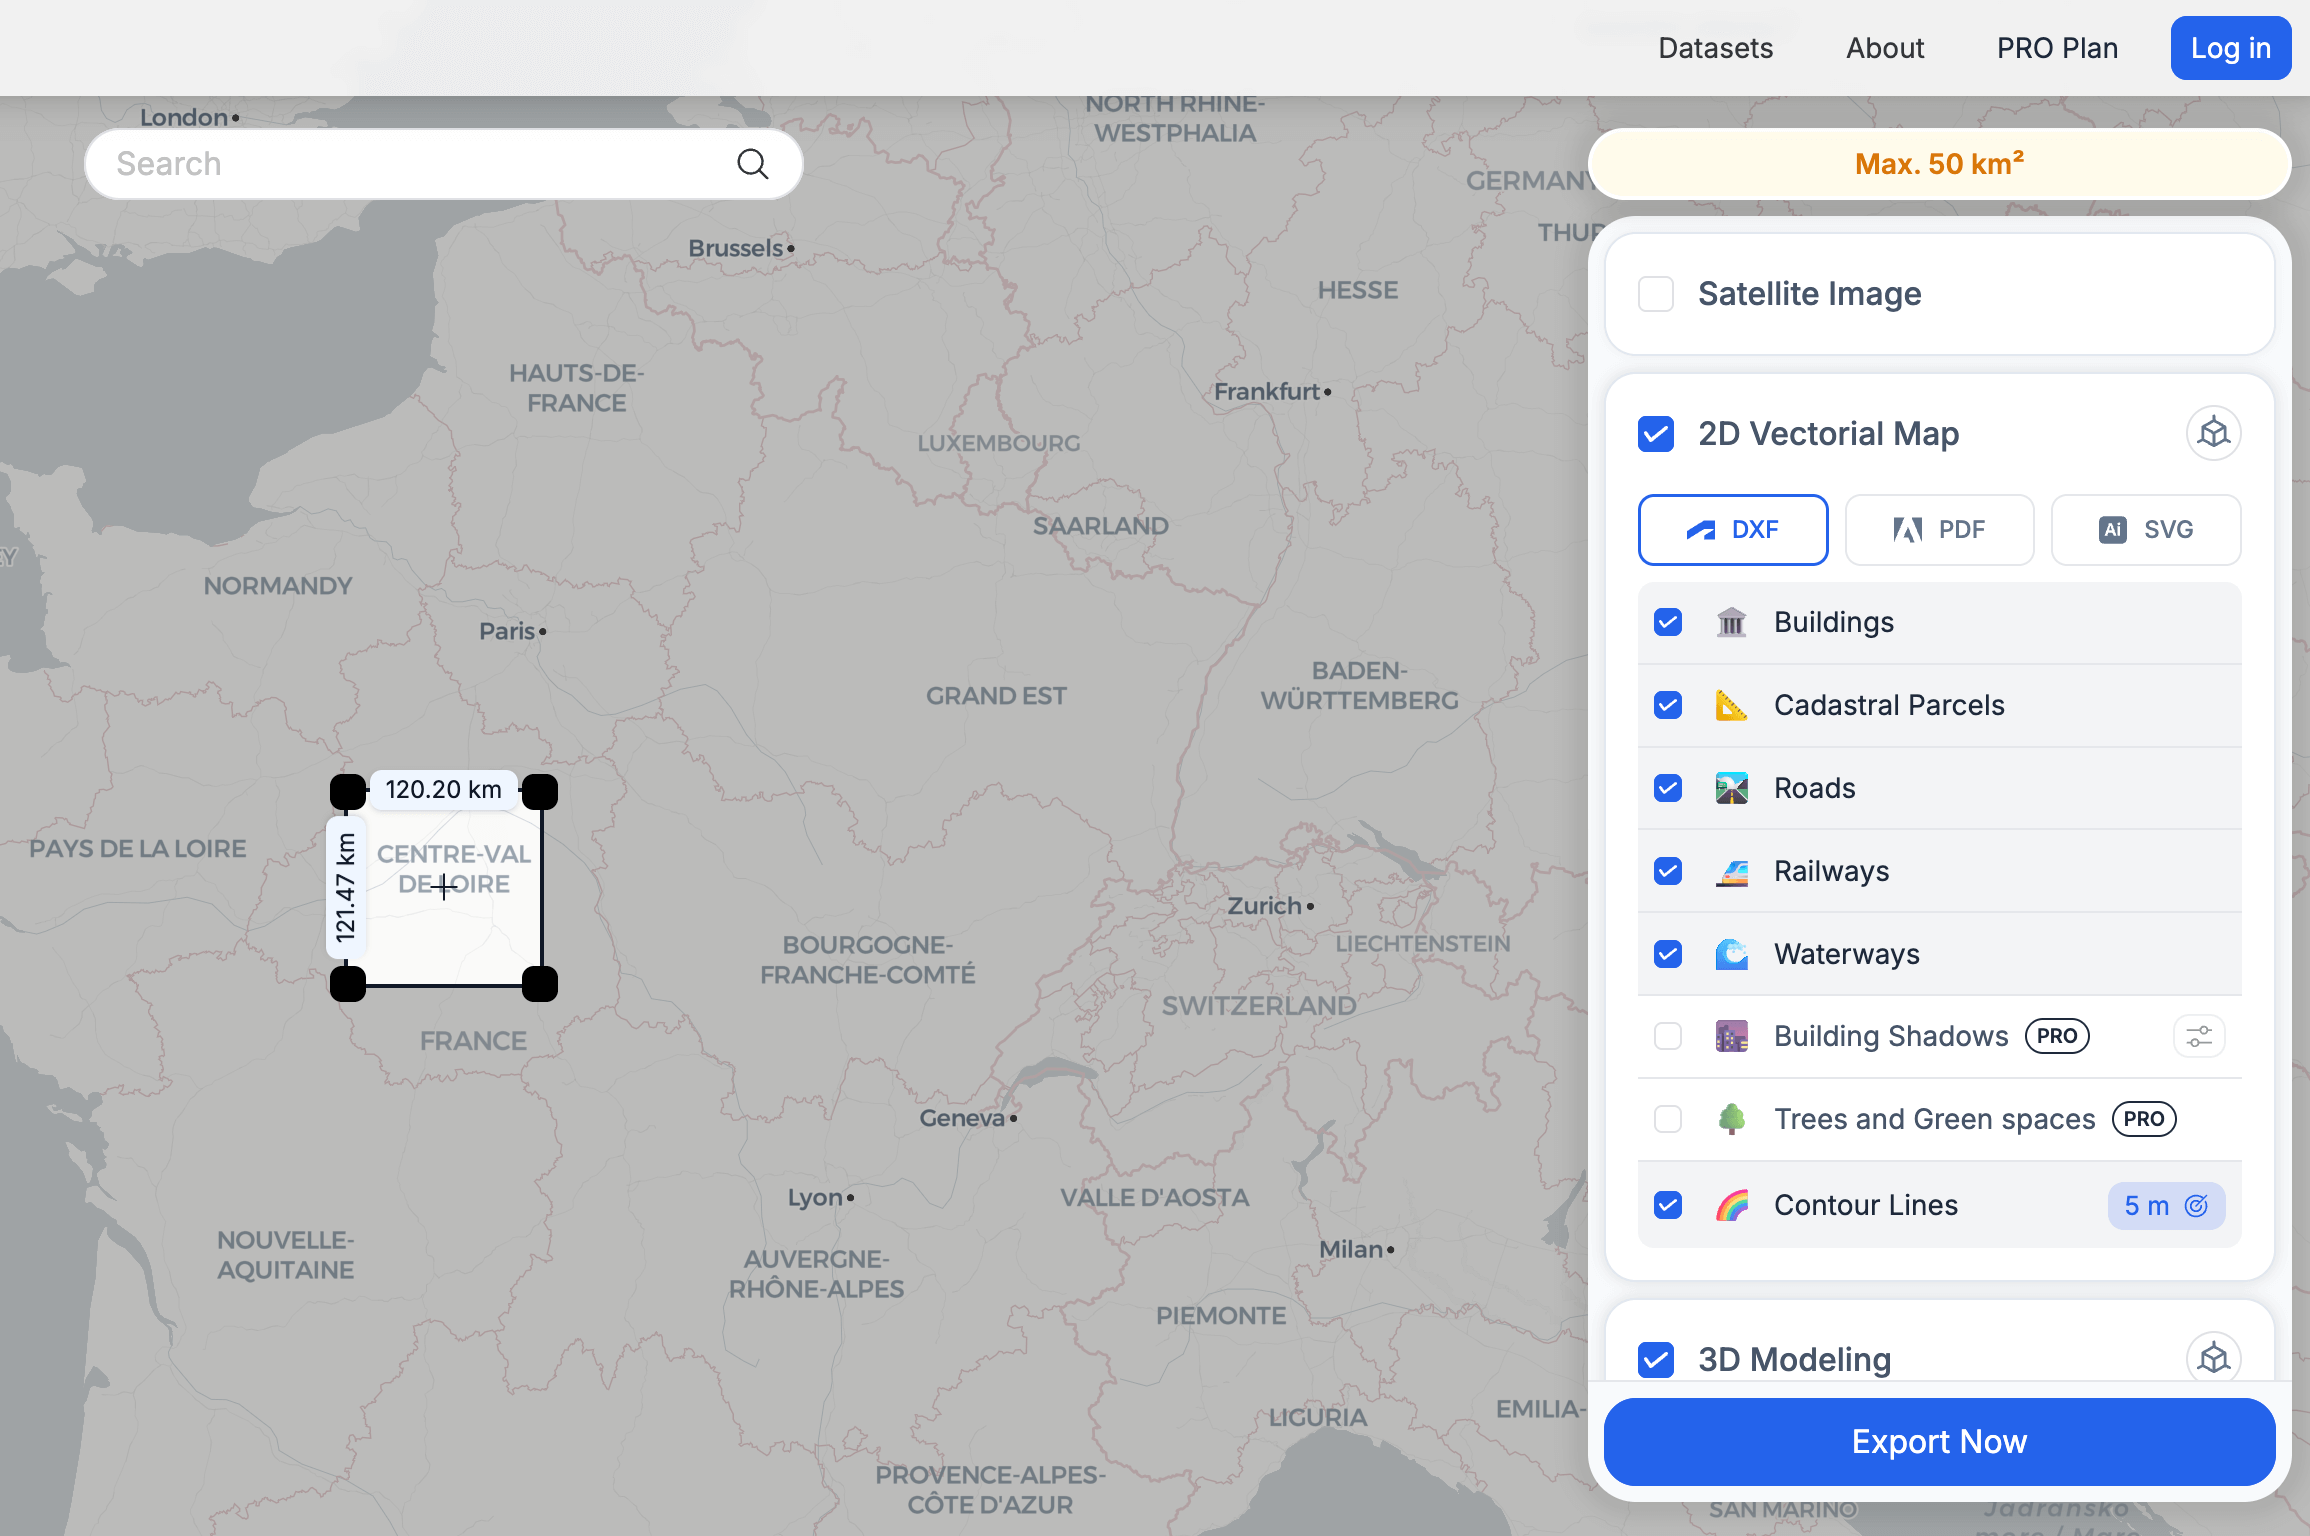 Datasets
About
PRO Plan
Log in
London
Search
NORTH RHINE-
WESTPHALIA
Max. 50 km²
Brussels
HESSE
HAUTS-DE-
FRANCE
Frankfurt
LUXEMBOURG
SAARLAND
NORMANDY
Paris
GRAND EST
BADEN-
WÜRTTEMBERG
120.20 km
121.47 km
PAYS DE LA LOIRE
CENTRE-VAL
DE LOIRE
Zurich
LIECHTENSTEIN
BOURGOGNE-
FRANCHE-COMTÉ
SWITZERLAND
FRANCE
Geneva
Lyon
VALLE D'AOSTA
Milan
NOUVELLE-
AQUITAINE
AUVERGNE-
RHÔNE-ALPES
PIEMONTE
LIGURIA
EMILIA-
PROVENCE-ALPES-
CÔTE D'AZUR
SAN MARINO
Jadransko
GERMANY
THUR
Satellite Image
2D Vectorial Map
DXF
PDF
Ai SVG
Buildings
Cadastral Parcels
Roads
Railways
Waterways
Building Shadows PRO
Trees and Green spaces PRO
Contour Lines 5 m
3D Modeling
Export Now